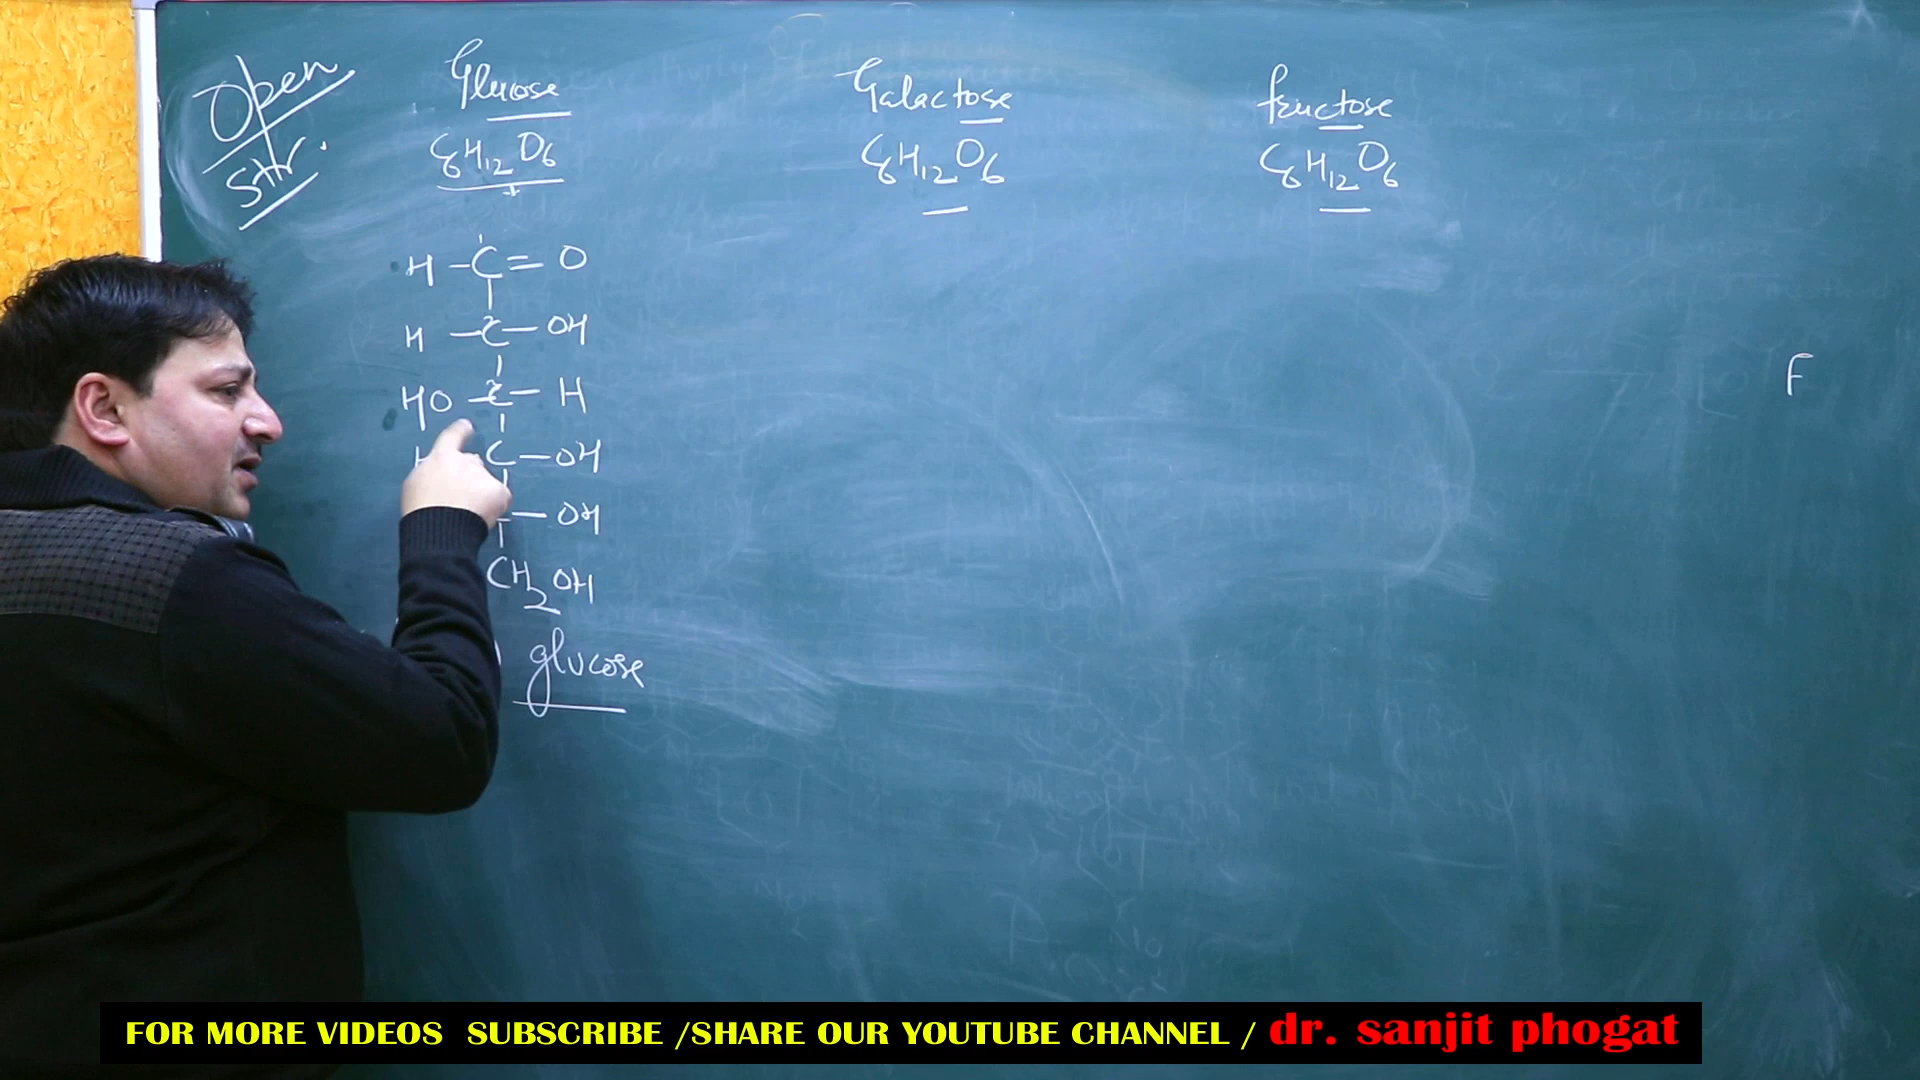 Open
Str.
Glucose
C6H12O6
H - C = O
H - C - OH
HO - C - H
H C - OH
- OH
CH2OH
glucose
Galactose
C6H12O6
fructose
C6H12O6
F
FOR MORE VIDEOS SUBSCRIBE /SHARE OUR YOUTUBE CHANNEL / dr. sanjit phogat